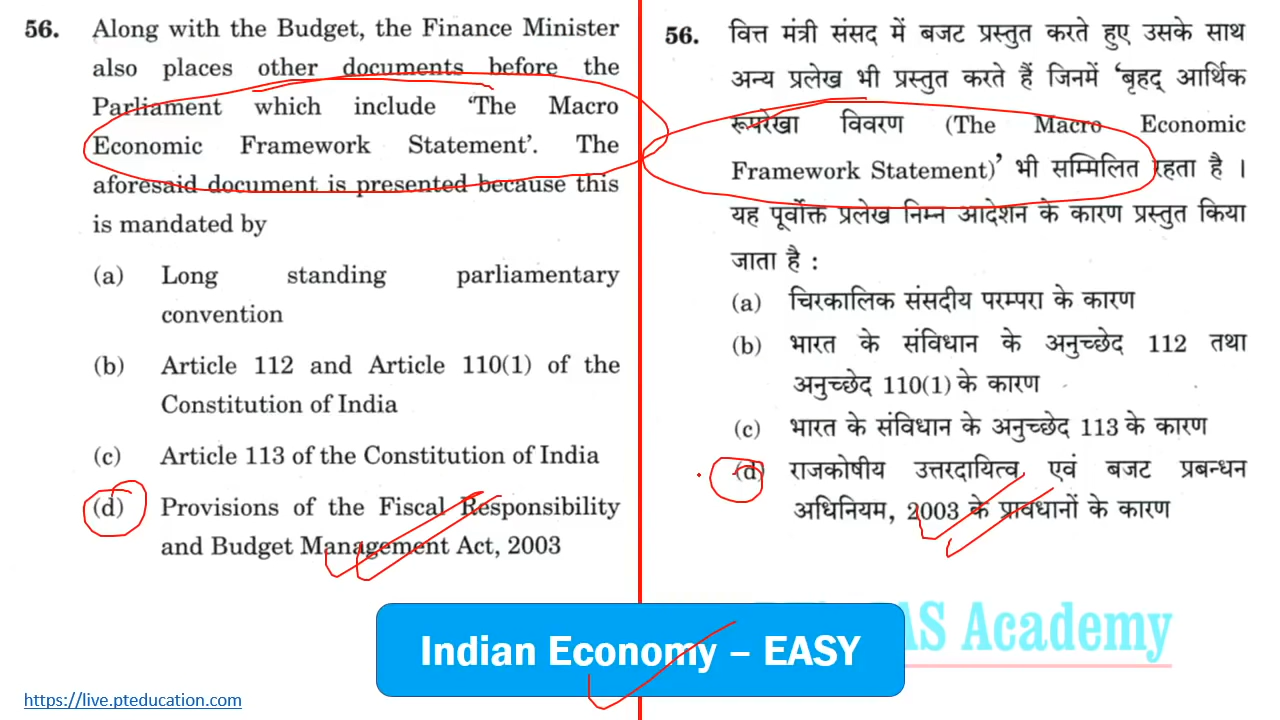 56. Along with the Budget, the Finance Minister
also places other documents before the
Parliament which include 'The Macro
Economic Framework Statement'. The
aforesaid document is presented because this
is mandated by
(a) Long standing parliamentary
convention
(b) Article 112 and Article 110(1) of the
Constitution of India
(c) Article 113 of the Constitution of India
(d) Provisions of the Fiscal Responsibility
and Budget Management Act, 2003
56. वित्त मंत्री संसद में बजट प्रस्तुत करते हुए उसके साथ
अन्य प्रलेख भी प्रस्तुत करते हैं जिनमें 'बृहद् आर्थिक
रूपरेखा विवरण (The Macro Economic
Framework Statement)' भी सम्मिलित रहता है ।
यह पूर्वोक्त प्रलेख निम्न आदेशन के कारण प्रस्तुत किया
जाता है :
(a) चिरकालिक संसदीय परम्परा के कारण
(b) भारत के संविधान के अनुच्छेद 112 तथा
अनुच्छेद 110(1) के कारण
(c) भारत के संविधान के अनुच्छेद 113 के कारण
(d) राजकोषीय उत्तरदायित्व एवं बजट प्रबन्धन
अधिनियम, 2003 के प्रावधानों के कारण
AS Academy
Indian Economy – EASY
https://live.pteducation.com